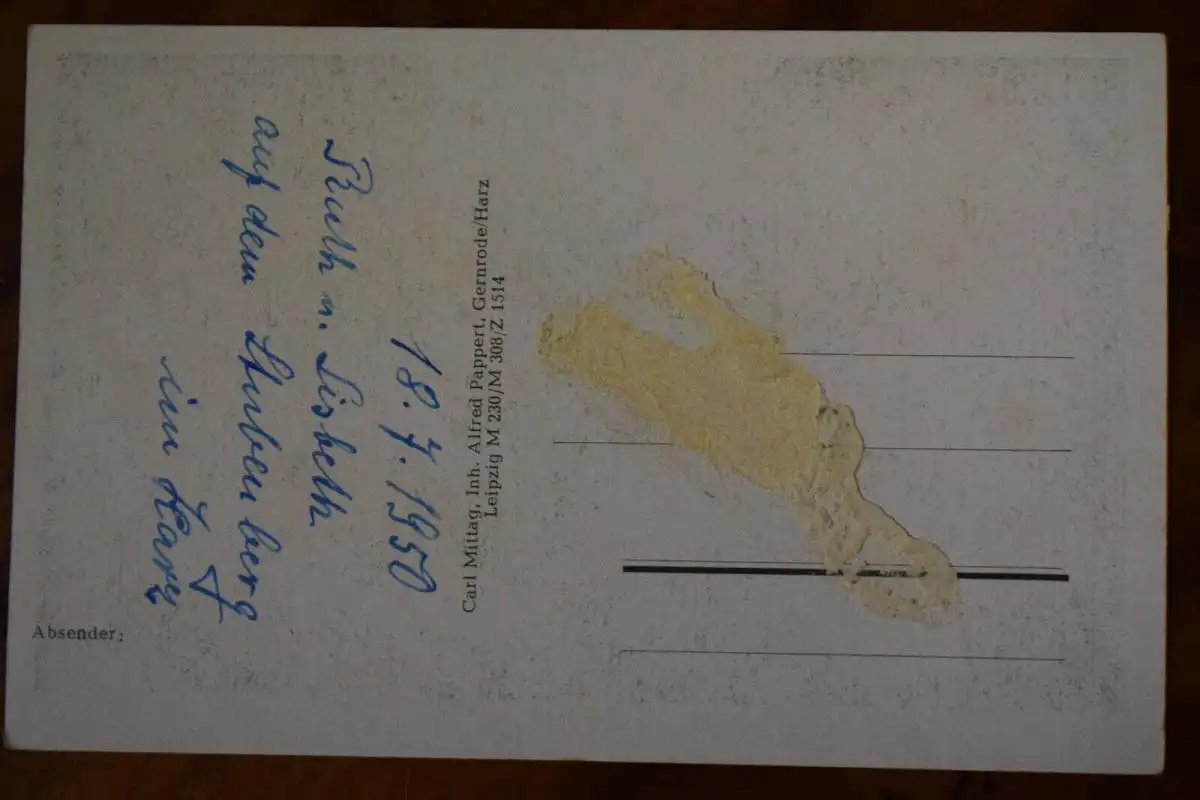 18.7.1950
Ruth u. Lisbeth
auf dem Stubenberg
im Harz
Carl Mittag, Inh. Alfred Pappert, Gernrode/Harz
Leipzig M 230/M 308/Z 1514
Absender: